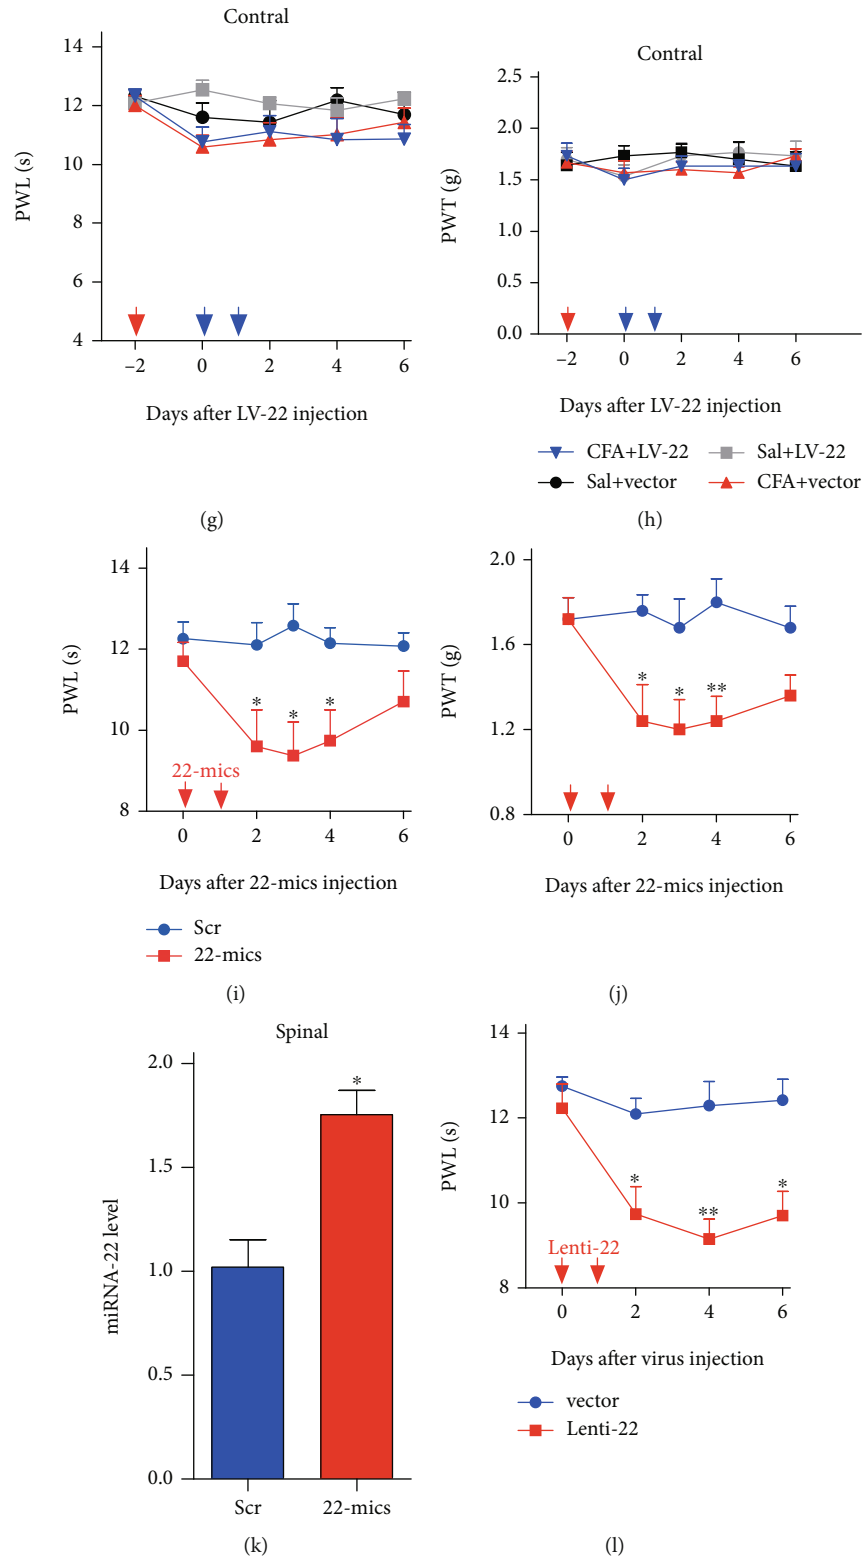 Contral
14
12
10
8
6
4
PWL (s)
–2
0
2
4
6
Days after LV-22 injection
(g)
Contral
2.5
2.0
1.5
1.0
0.5
0.0
PWT (g)
–2
0
2
4
6
Days after LV-22 injection
CFA+LV-22
Sal+LV-22
Sal+vector
CFA+vector
(h)
14
12
10
8
PWL (s)
*
*
*
22-mics
0
2
4
6
Days after 22-mics injection
Scr
22-mics
(i)
2.0
1.6
1.2
0.8
PWT (g)
*
*
**
0
2
4
6
Days after 22-mics injection
(j)
Spinal
2.0
1.5
1.0
0.5
0.0
miRNA-22 level
*
Scr
22-mics
(k)
14
12
10
8
PWL (s)
*
**
*
Lenti-22
0
2
4
6
Days after virus injection
vector
Lenti-22
(l)